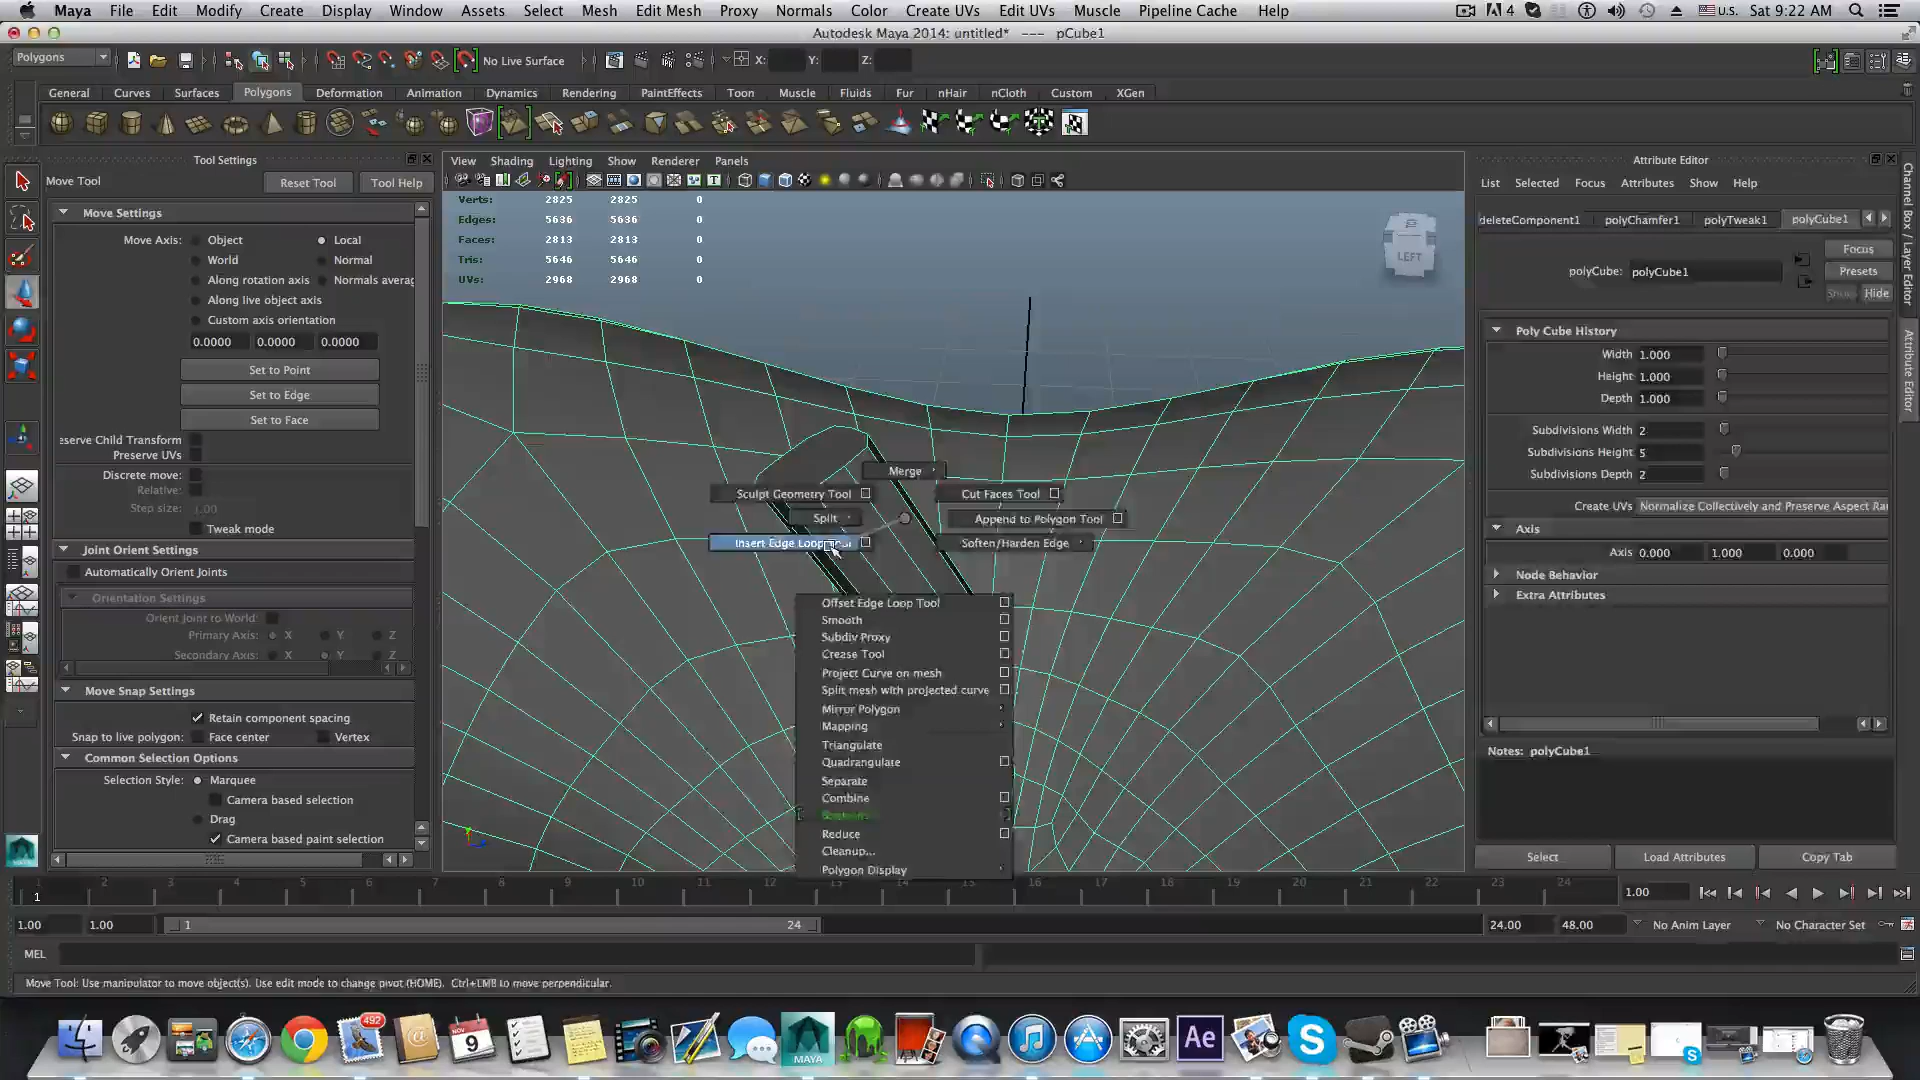 Maya File Edit Modify Create Display Window Assets Select Mesh Edit Mesh Proxy Normals Color Create UVs Edit UVs Muscle Pipeline Cache Help 4 U.S. Sat 9:22 AM
Autodesk Maya 2014: untitled* --- pCube1
Polygons No Live Surface X: Y: Z:
General Curves Surfaces Polygons Deformation Animation Dynamics Rendering PaintEffects Toon Muscle Fluids Fur nHair nCloth Custom XGen
Tool Settings
Move Tool Reset Tool Tool Help
Move Settings
Move Axis: Object Local
World Normal
Along rotation axis Normals averag
Along live object axis
Custom axis orientation
0.0000 0.0000 0.0000
Set to Point
Set to Edge
Set to Face
eserve Child Transform
Preserve UVs
Discrete move:
Relative:
Step size: 1.00
Tweak mode
Joint Orient Settings
Automatically Orient Joints
Orientation Settings
Orient Joint to World:
Primary Axis: X Y Z
Secondary Axis: X Y Z
Move Snap Settings
Retain component spacing
Snap to live polygon: Face center Vertex
Common Selection Options
Selection Style: Marquee
Camera based selection
Drag
Camera based paint selection
View Shading Lighting Show Renderer Panels
Verts: 2825 2825 0
Edges: 5636 5636 0
Faces: 2813 2813 0
Tris: 5646 5646 0
UVs: 2968 2968 0
LEFT
Merge
Sculpt Geometry Tool Cut Faces Tool
Split Append to Polygon Tool
Insert Edge Loop Tool Soften/Harden Edge
Offset Edge Loop Tool
Smooth
Subdiv Proxy
Crease Tool
Project Curve on mesh
Split mesh with projected curve
Mirror Polygon
Mapping
Triangulate
Quadrangulate
Separate
Combine
Reduce
Cleanup...
Polygon Display
Attribute Editor
List Selected Focus Attributes Show Help
deleteComponent1 polyChamfer1 polyTweak1 polyCube1
polyCube: polyCube1
Focus
Presets
Show Hide
Poly Cube History
Width 1.000
Height 1.000
Depth 1.000
Subdivisions Width 2
Subdivisions Height 5
Subdivisions Depth 2
Create UVs Normalize Collectively and Preserve Aspect Ra
Axis
Axis 0.000 1.000 0.000
Node Behavior
Extra Attributes
Notes: polyCube1
Select Load Attributes Copy Tab
Channel Box / Layer Editor
Attribute Editor
1 2 3 4 5 6 7 8 9 10 11 12 13 14 15 16 17 18 19 20 21 22 23 24
1 1.00
1.00 1.00 1 24 24.00 48.00 No Anim Layer No Character Set
MEL
Move Tool: Use manipulator to move object(s). Use edit mode to change pivot (HOME). Ctrl+LMB to move perpendicular.
492 NOV 9 MAYA Ae